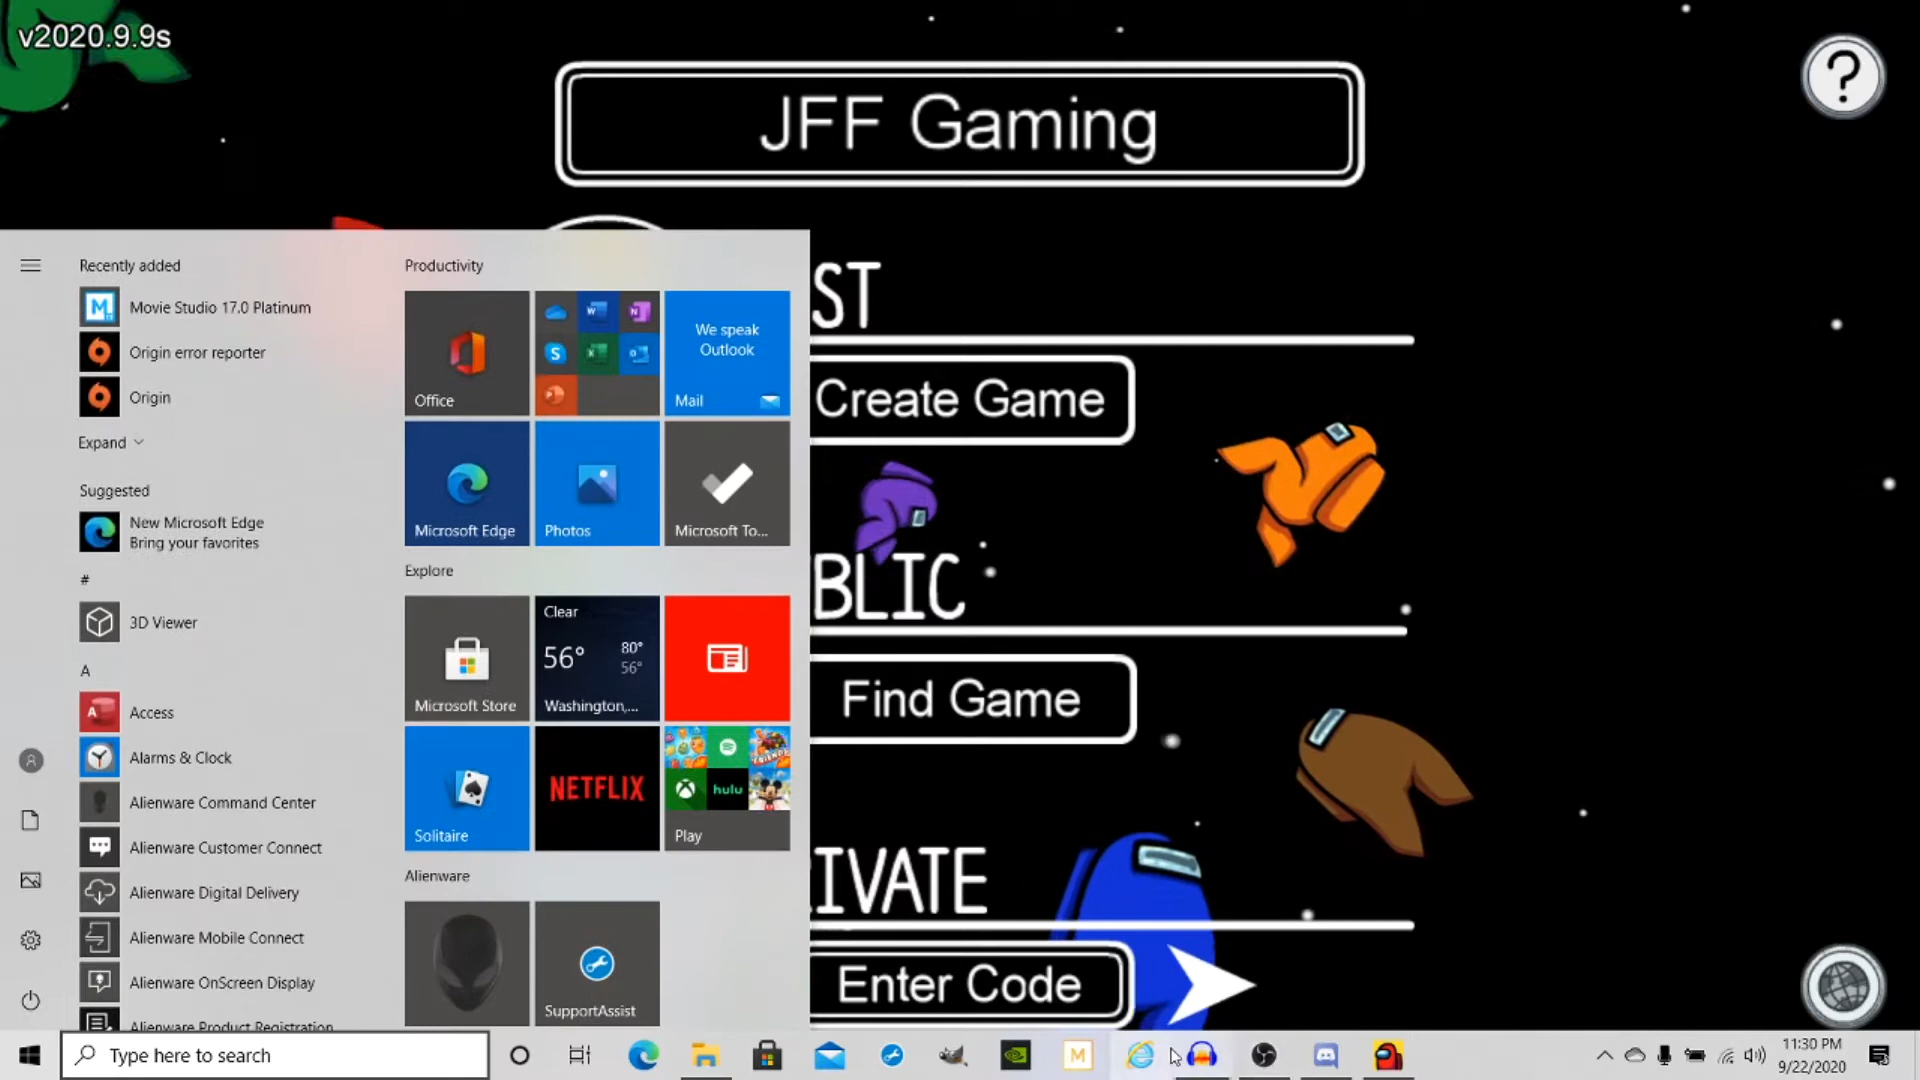 v2020.9.9s
JFF Gaming
?
ST
Create Game
BLIC
Find Game
IVATE
Enter Code
Recently added
Movie Studio 17.0 Platinum
Origin error reporter
Origin
Expand
Suggested
New Microsoft Edge
Bring your favorites
#
3D Viewer
A
Access
Alarms & Clock
Alienware Command Center
Alienware Customer Connect
Alienware Digital Delivery
Alienware Mobile Connect
Alienware OnScreen Display
Alienware Product Registration
Productivity
Office
We speak
Outlook
Mail
Microsoft Edge
Photos
Microsoft To...
Explore
Microsoft Store
Clear
56°
80°
56°
Washington,...
Solitaire
NETFLIX
hulu
Play
Alienware
SupportAssist
Type here to search
11:30 PM
9/22/2020